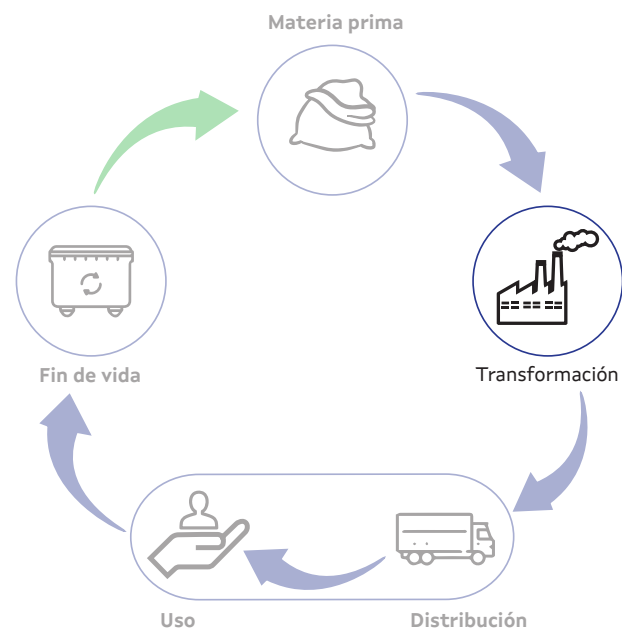 Materia prima
Transformación
Fin de vida
Uso
Distribución